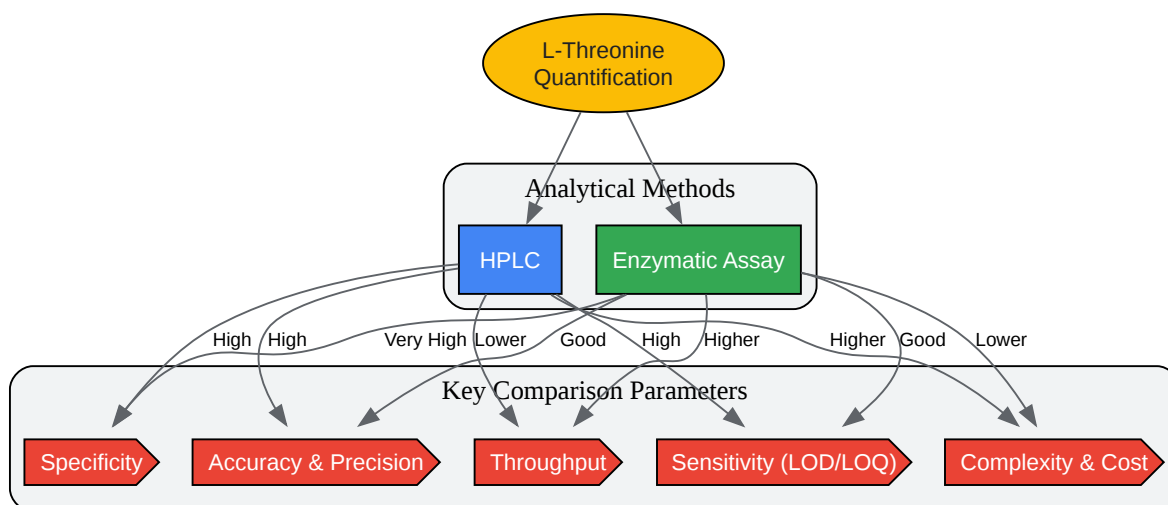 L-Threonine
Quantification
Analytical Methods
HPLC
Enzymatic Assay
High
High
Very High
Lower
Good
High
Higher
Higher
Good
Lower
Key Comparison Parameters
Specificity
Accuracy & Precision
Throughput
Sensitivity (LOD/LOQ)
Complexity & Cost